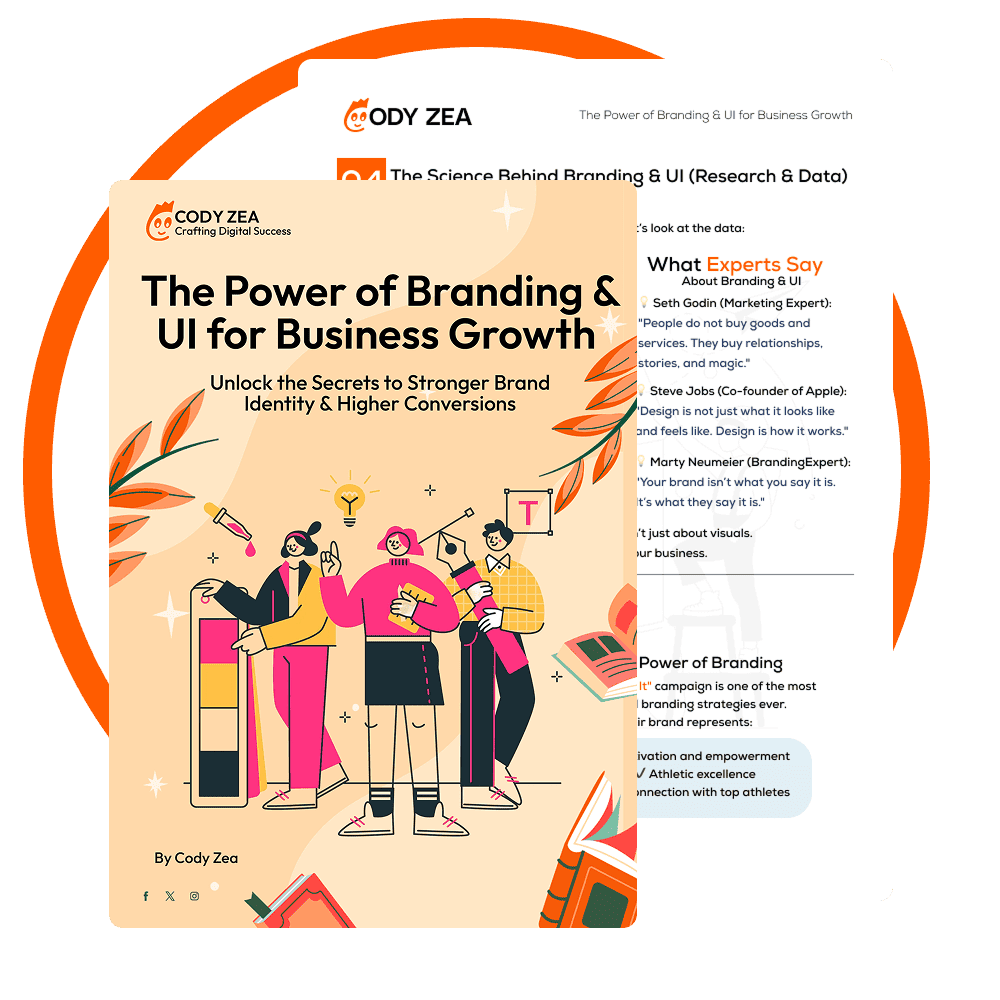 CODY ZEA
The Power of Branding & UI for Business Growth
The Science Behind Branding & UI (Research & Data)
CODY ZEA
Crafting Digital Success
The Power of Branding &
UI for Business Growth
Unlock the Secrets to Stronger Brand
Identity & Higher Conversions
T
By Cody Zea
's look at the data:
What Experts Say
About Branding & UI
Seth Godin (Marketing Expert):
"People do not buy goods and
services. They buy relationships,
stories, and magic."
Steve Jobs (Co-founder of Apple):
"Design is not just what it looks like
and feels like. Design is how it works."
Marty Neumeier (BrandingExpert):
"Your brand isn't what you say it is.
It's what they say it is."
't just about visuals.
ur business.
Power of Branding
It" campaign is one of the most
branding strategies ever.
ir brand represents:
ivation and empowerment
✓ Athletic excellence
onnection with top athletes